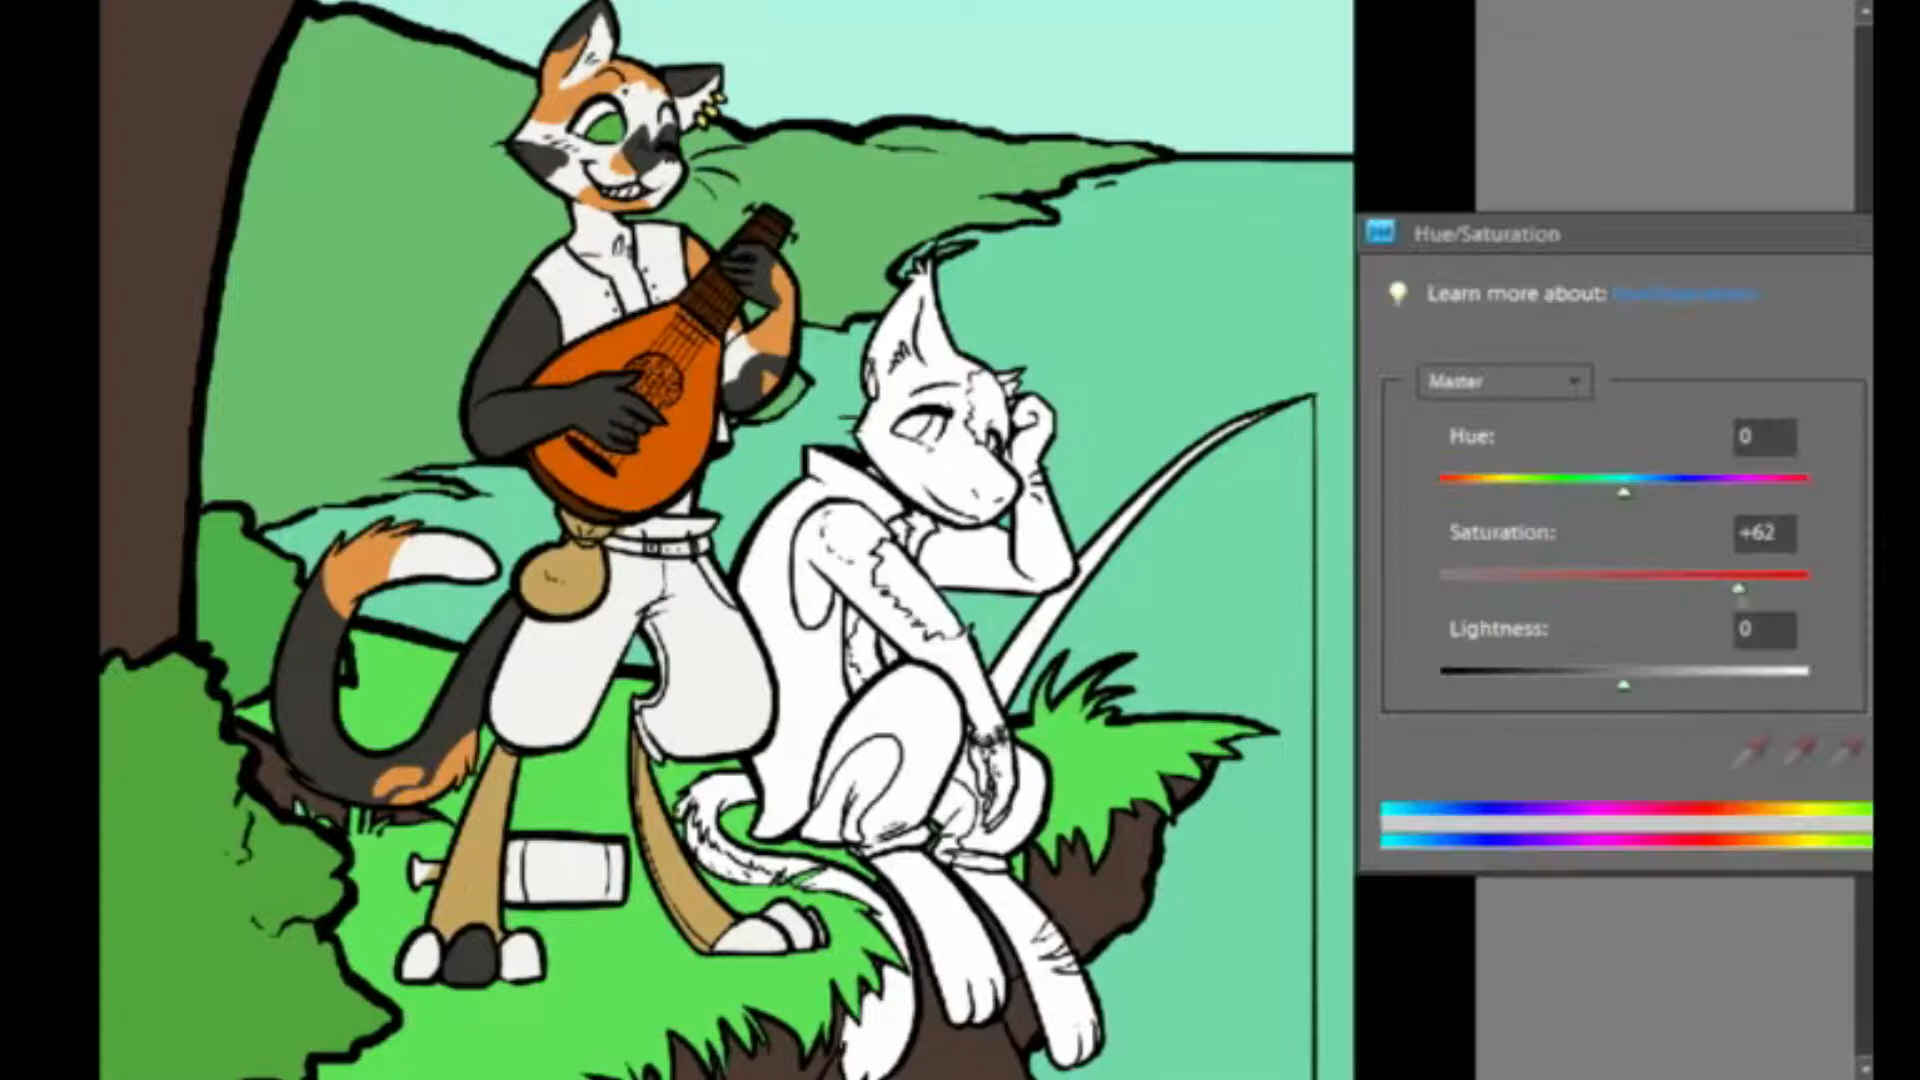 Hue/Saturation
Learn more about:
Master
Hue:
0
Saturation:
+62
Lightness:
0